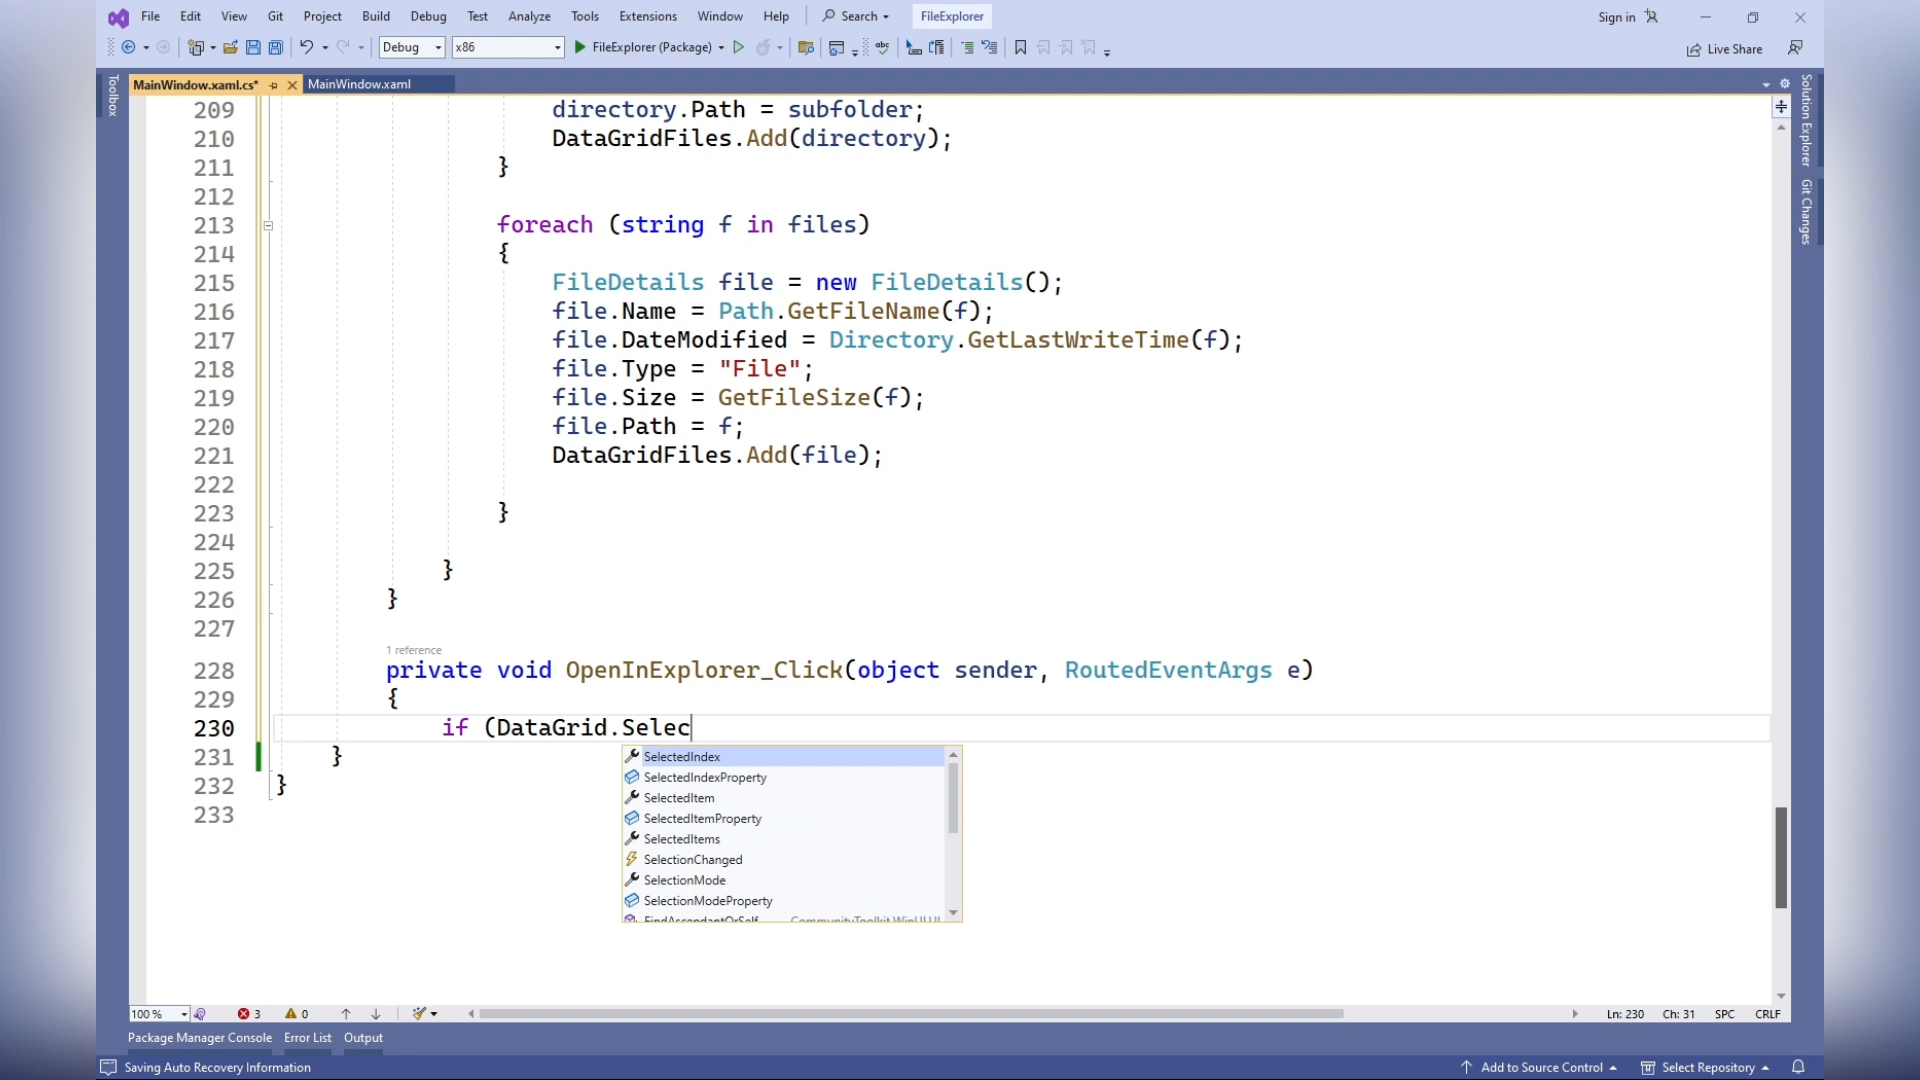 File Edit View Git Project Build Debug Test Analyze Tools Extensions Window Help Search FileExplorer Sign in
Debug x86 FileExplorer (Package) Live Share
Toolbox MainWindow.xaml.cs* MainWindow.xaml
Solution Explorer
Git Changes
209 directory.Path = subfolder;
210 DataGridFiles.Add(directory);
211 }
212
213 foreach (string f in files)
214 {
215 FileDetails file = new FileDetails();
216 file.Name = Path.GetFileName(f);
217 file.DateModified = Directory.GetLastWriteTime(f);
218 file.Type = "File";
219 file.Size = GetFileSize(f);
220 file.Path = f;
221 DataGridFiles.Add(file);
222
223 }
224
225 }
226 }
227
1 reference
228 private void OpenInExplorer_Click(object sender, RoutedEventArgs e)
229 {
230 if (DataGrid.Selec
231 }
232 }
233
SelectedIndex
SelectedIndexProperty
SelectedItem
SelectedItemProperty
SelectedItems
SelectionChanged
SelectionMode
SelectionModeProperty
100 % 3 0 Ln: 230 Ch: 31 SPC CRLF
Package Manager Console Error List Output
Saving Auto Recovery Information Add to Source Control Select Repository